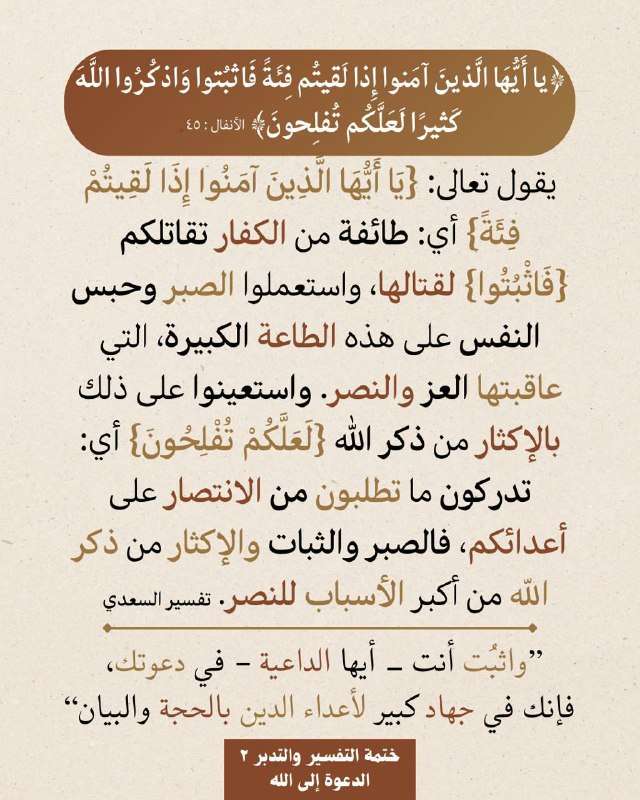 ﴿يا أَيُّهَا الَّذينَ آمَنوا إِذا لَقيتُم فِئَةً فَاثبُتوا وَاذكُرُوا اللَّهَ
كَثيرًا لَعَلَّكُم تُفلِحونَ﴾ الأنفال : ٤٥
يقول تعالى: {يَا أَيُّهَا الَّذِينَ آمَنُوا إِذَا لَقِيتُمْ
فِئَةً} أي: طائفة من الكفار تقاتلكم
{فَاثْبُتُوا} لقتالها، واستعملوا الصبر وحبس
النفس على هذه الطاعة الكبيرة، التي
عاقبتها العز والنصر. واستعينوا على ذلك
بالإكثار من ذكر الله {لَعَلَّكُمْ تُفْلِحُونَ} أي:
تدركون ما تطلبون من الانتصار على
أعدائكم، فالصبر والثبات والإكثار من ذكر
الله من أكبر الأسباب للنصر. تفسير السعدي
”واثبُت أنت – أيها الداعية – في دعوتك،
فإنك في جهاد كبير لأعداء الدين بالحجة والبيان“
ختمة التفسير والتدبر ٢
الدعوة إلى الله